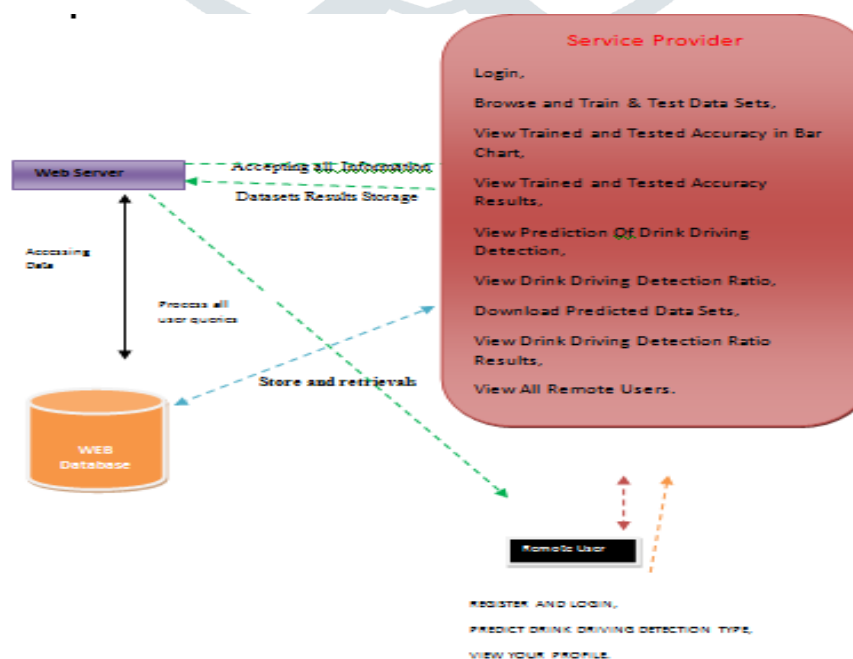 Service Provider
Login,
Browse and Train & Test Data Sets,
View Trained and Tested Accuracy in Bar
Chart,
View Trained and Tested Accuracy
Results,
View Prediction Of Drink Driving
Detection,
View Drink Driving Detection Ratio,
Download Predicted Data Sets,
View Drink Driving Detection Ratio
Results,
View All Remote Users.
Web Server
Accepting all Information
Datasets Results Storage
Accessing
Data
Process all
user queries
Store and retrievals
WEB
Database
Remote User
REGISTER AND LOGIN,
PREDICT DRINK DRIVING DETECTION TYPE,
VIEW YOUR PROFILE.